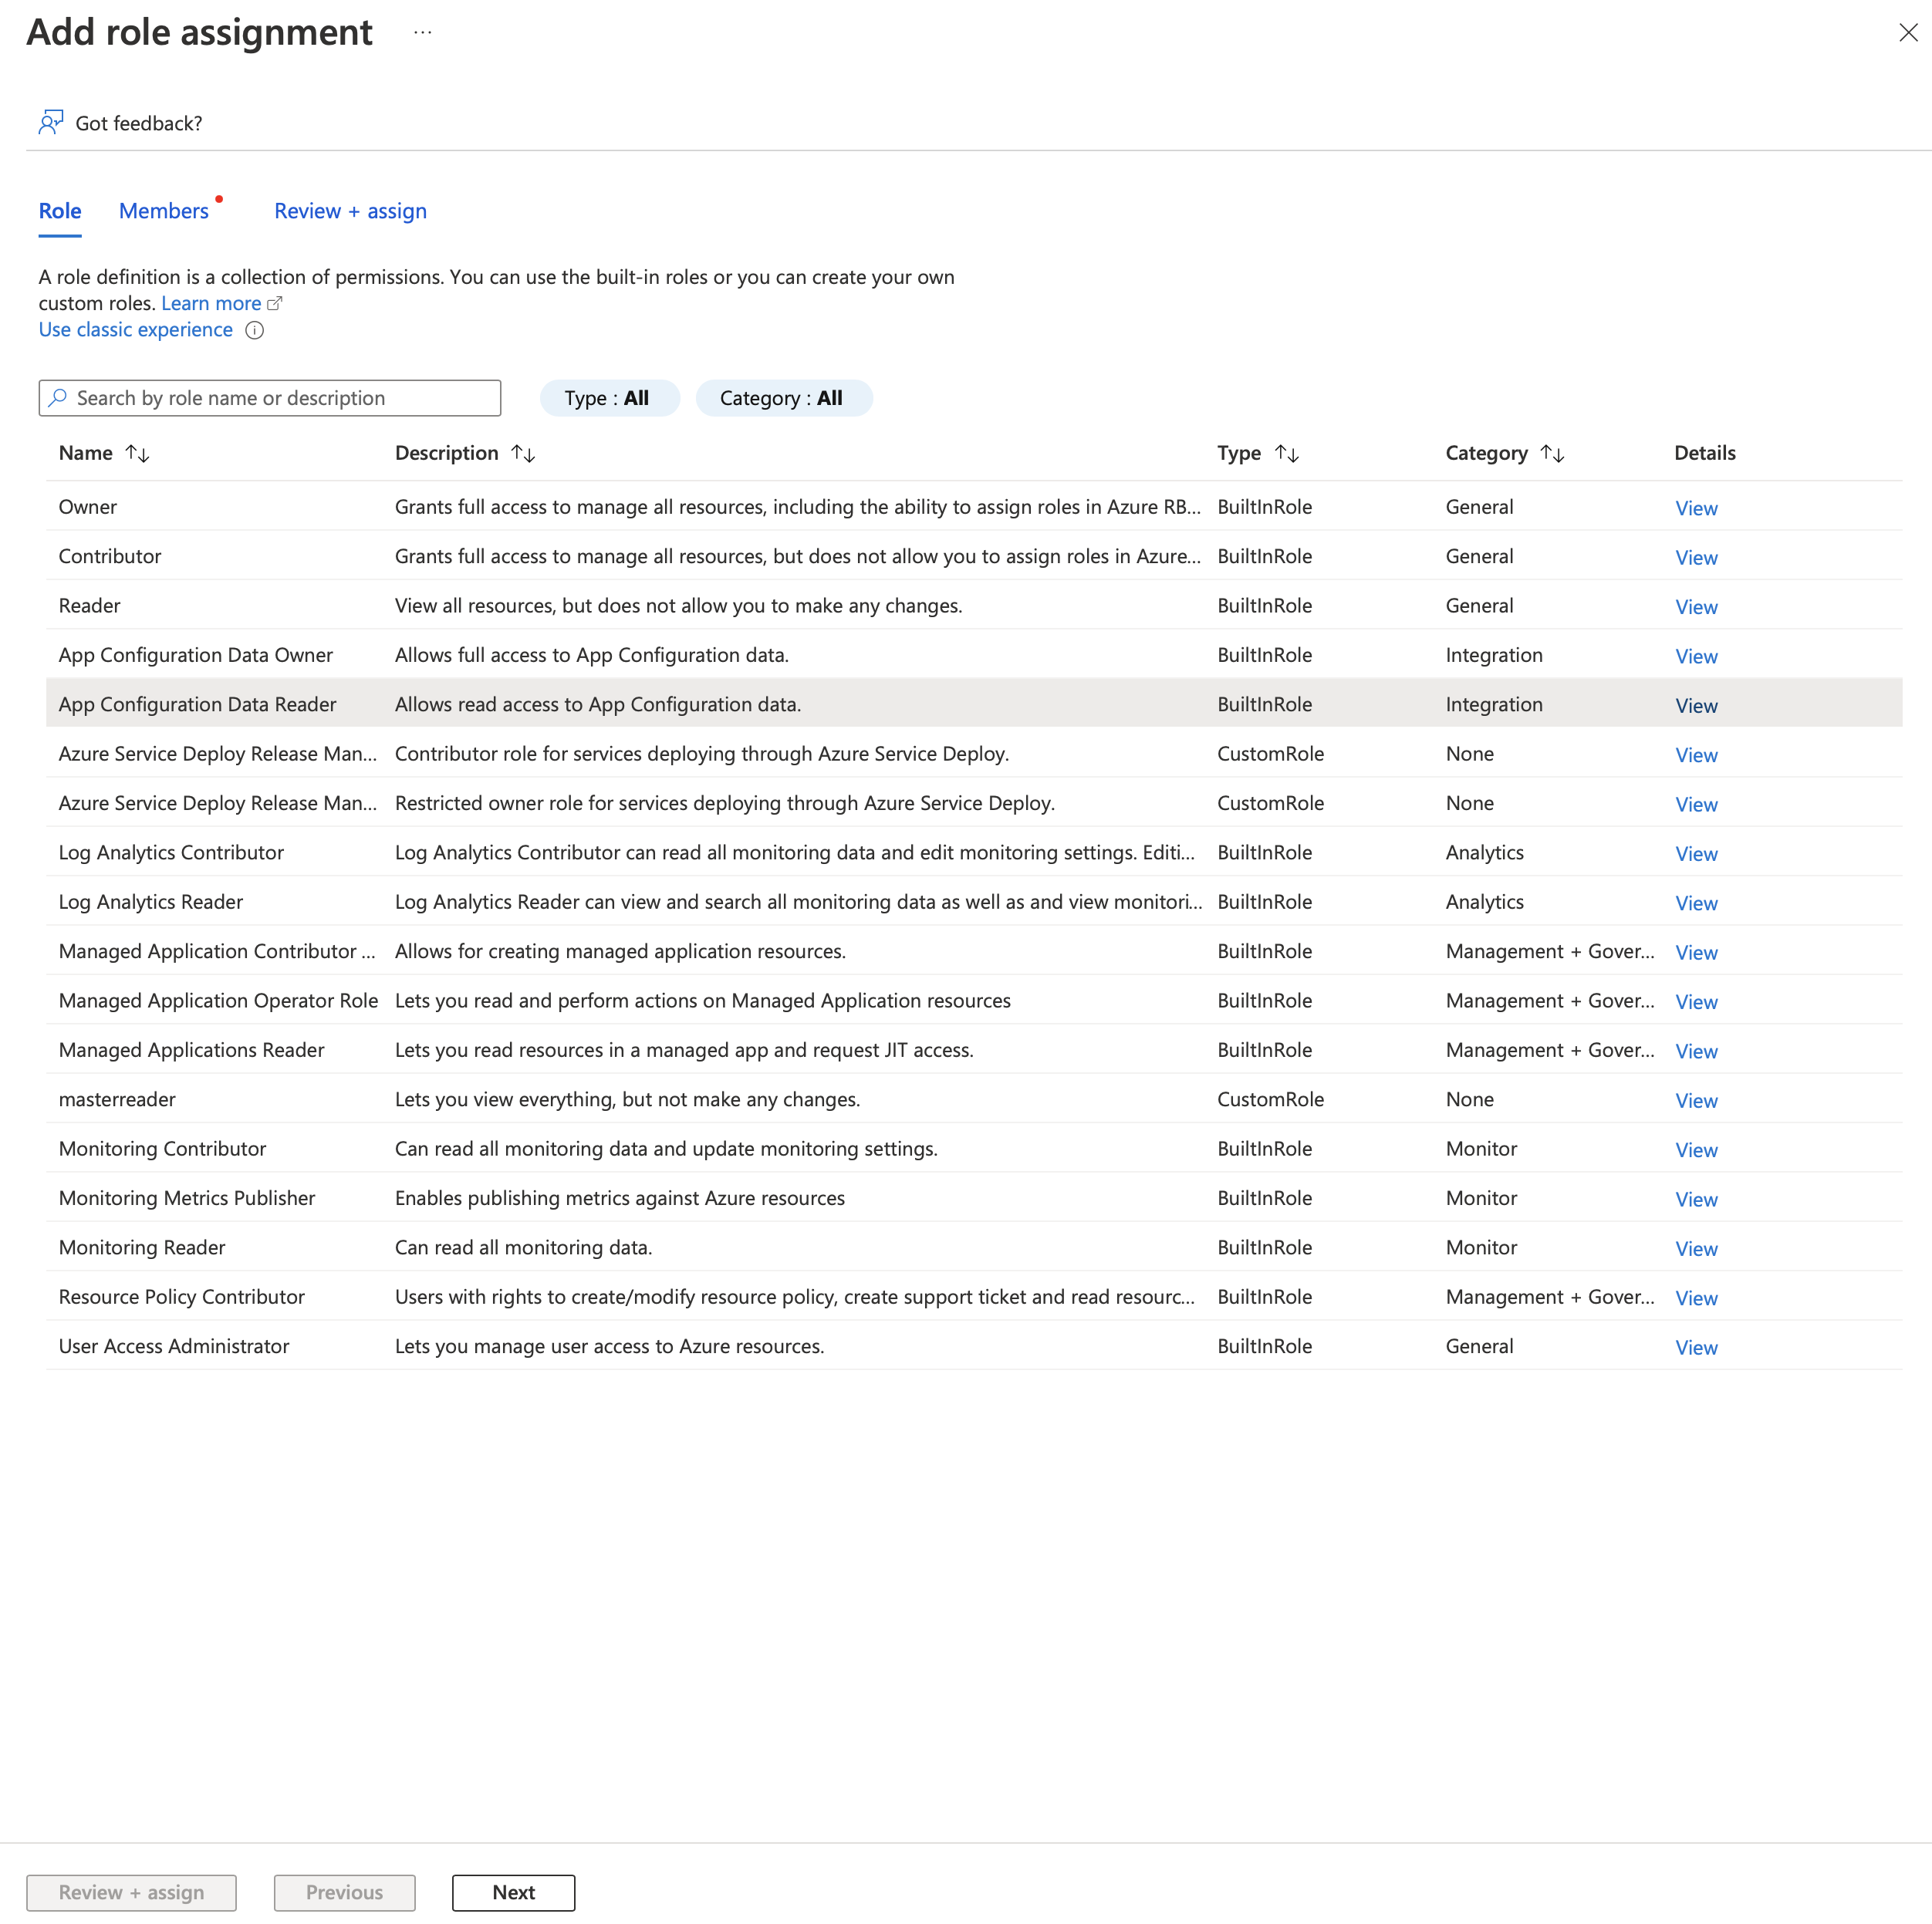 Add role assignment ...
Got feedback?
Role Members Review + assign
A role definition is a collection of permissions. You can use the built-in roles or you can create your own
custom roles. Learn more
Use classic experience
Search by role name or description Type : All Category : All
Name Description Type Category Details
Owner Grants full access to manage all resources, including the ability to assign roles in Azure RB... BuiltInRole General View
Contributor Grants full access to manage all resources, but does not allow you to assign roles in Azure... BuiltInRole General View
Reader View all resources, but does not allow you to make any changes. BuiltInRole General View
App Configuration Data Owner Allows full access to App Configuration data. BuiltInRole Integration View
App Configuration Data Reader Allows read access to App Configuration data. BuiltInRole Integration View
Azure Service Deploy Release Man... Contributor role for services deploying through Azure Service Deploy. CustomRole None View
Azure Service Deploy Release Man... Restricted owner role for services deploying through Azure Service Deploy. CustomRole None View
Log Analytics Contributor Log Analytics Contributor can read all monitoring data and edit monitoring settings. Editi... BuiltInRole Analytics View
Log Analytics Reader Log Analytics Reader can view and search all monitoring data as well as and view monitori... BuiltInRole Analytics View
Managed Application Contributor ... Allows for creating managed application resources. BuiltInRole Management + Gover... View
Managed Application Operator Role Lets you read and perform actions on Managed Application resources BuiltInRole Management + Gover... View
Managed Applications Reader Lets you read resources in a managed app and request JIT access. BuiltInRole Management + Gover... View
masterreader Lets you view everything, but not make any changes. CustomRole None View
Monitoring Contributor Can read all monitoring data and update monitoring settings. BuiltInRole Monitor View
Monitoring Metrics Publisher Enables publishing metrics against Azure resources BuiltInRole Monitor View
Monitoring Reader Can read all monitoring data. BuiltInRole Monitor View
Resource Policy Contributor Users with rights to create/modify resource policy, create support ticket and read resourc... BuiltInRole Management + Gover... View
User Access Administrator Lets you manage user access to Azure resources. BuiltInRole General View
Review + assign Previous Next